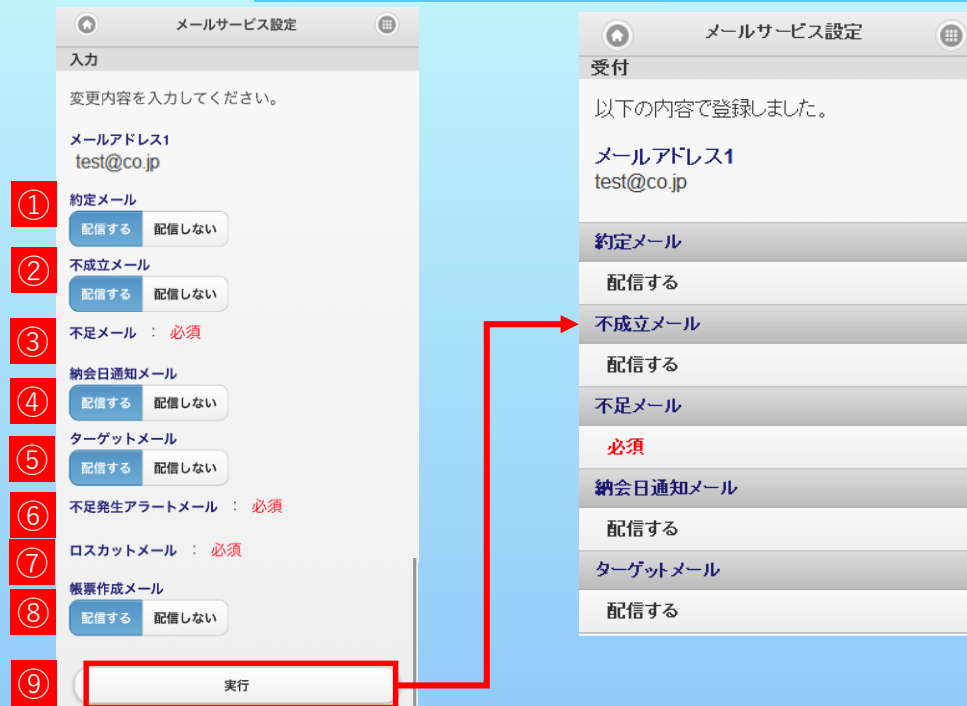 メールサービス設定
入力
変更内容を入力してください。
メールアドレス1
test@co.jp
① 約定メール
配信する 配信しない
② 不成立メール
配信する 配信しない
③ 不足メール ： 必須
納会日通知メール
④ 配信する 配信しない
ターゲットメール
⑤ 配信する 配信しない
⑥ 不足発生アラートメール ： 必須
⑦ ロスカットメール ： 必須
帳票作成メール
⑧ 配信する 配信しない
⑨ 実行
メールサービス設定
受付
以下の内容で登録しました。
メールアドレス1
test@co.jp
約定メール
配信する
不成立メール
配信する
不足メール
必須
納会日通知メール
配信する
ターゲットメール
配信する